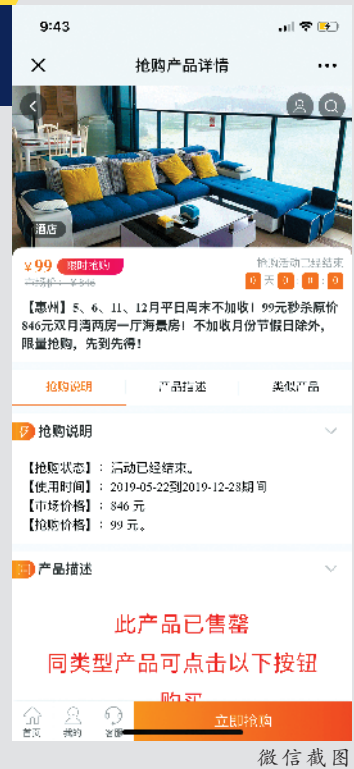 9:43
抢购产品详情
酒店
¥99 限时抢购
抢购活动已经结束
市场价：¥846
0 天 0 0 : 0
【惠州】5、6、11、12月平日周末不加收！99元秒杀原价
846元双月湾两房一厅海景房！不加收月份节假日除外，
限量抢购，先到先得！
抢购说明 产品描述 类似产品
抢购说明
【抢购状态】：活动已经结束。
【使用时间】：2019-05-22到2019-12-28期间
【市场价格】：846 元
【抢购价格】：99 元。
产品描述
此产品已售罄
同类型产品可点击以下按钮
购买
首页 我的 客服 立即抢购
微信截图